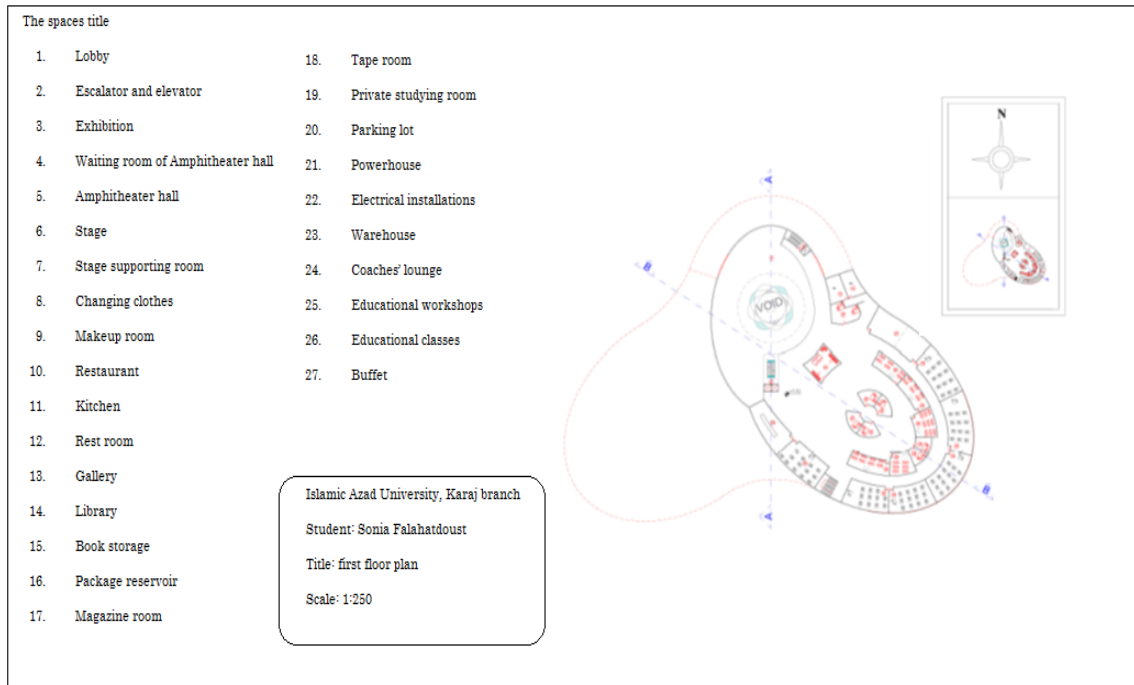 The spaces title
1. Lobby
2. Escalator and elevator
3. Exhibition
4. Waiting room of Amphitheater hall
5. Amphitheater hall
6. Stage
7. Stage supporting room
8. Changing clothes
9. Makeup room
10. Restaurant
11. Kitchen
12. Rest room
13. Gallery
14. Library
15. Book storage
16. Package reservoir
17. Magazine room
18. Tape room
19. Private studying room
20. Parking lot
21. Powerhouse
22. Electrical installations
23. Warehouse
24. Coaches' lounge
25. Educational workshops
26. Educational classes
27. Buffet
Islamic Azad University, Karaj branch
Student: Sonia Falahatdoust
Title: first floor plan
Scale: 1:250
A
B
VOID
B
A
N